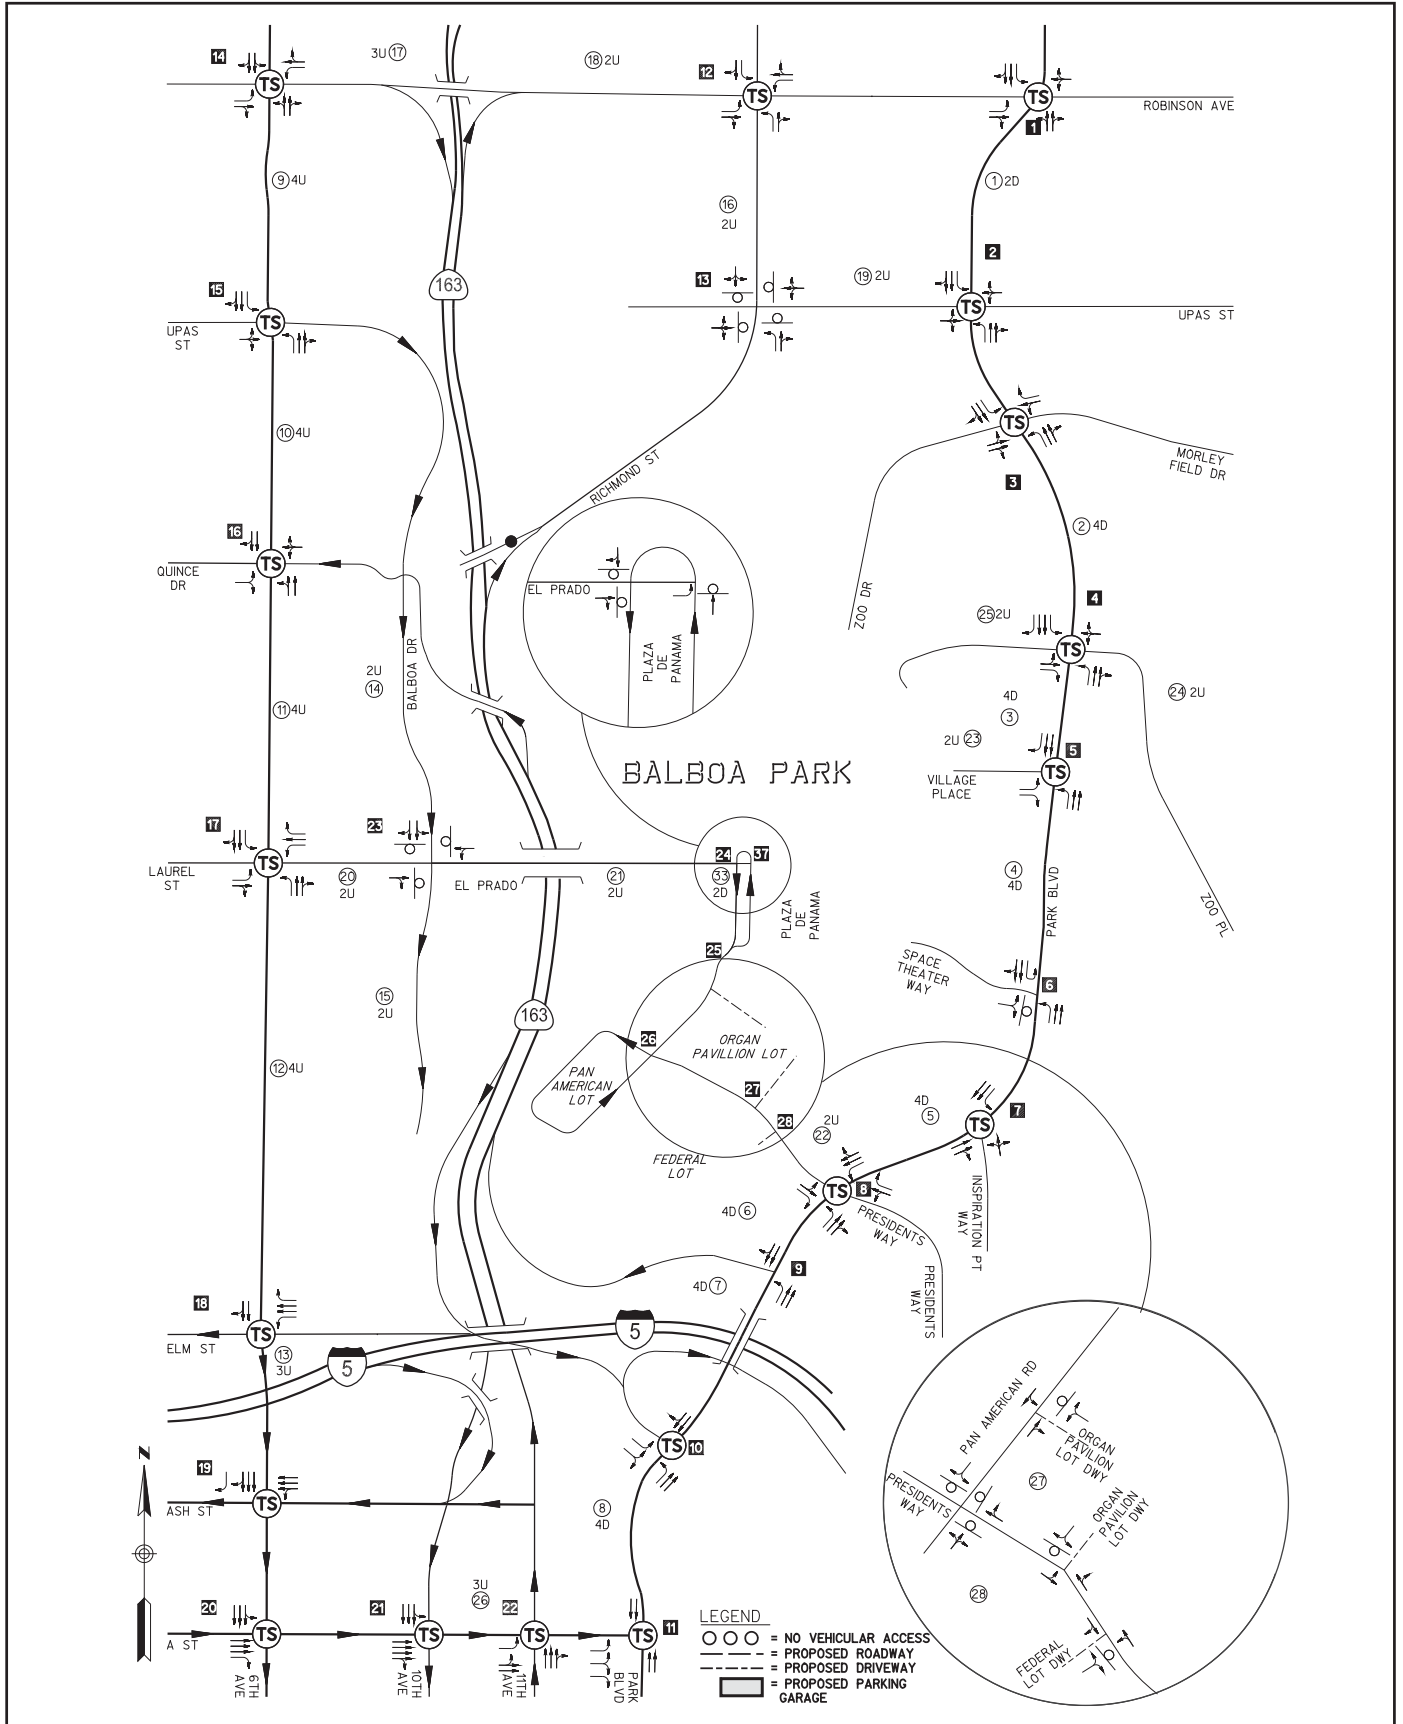 14
3U 17
18 2U
12
TS
TS
TS
ROBINSON AVE
1
9 4U
1 2D
16
2U
2
163
15
13
19 2U
UPAS
ST
TS
TS
UPAS ST
TS
10 4U
MORLEY
FIELD DR
RICHMOND ST
3
16
2 4D
QUINCE
DR
TS
EL PRADO
ZOO DR
4
25 2U
PLAZA
DE
PANAMA
TS
2U
14
BALBOA DR
24 2U
4D
3
11 4U
2U 23
5
BALBOA PARK
VILLAGE
PLACE
TS
17
23
LAUREL
ST
TS
24
37
20
2U
EL PRADO
21
2U
33
2D
4
4D
PARK BLVD
ZOO PL
PLAZA
DE
PANAMA
25
SPACE
THEATER
WAY
6
15
2U
163
26
ORGAN
PAVILLION LOT
PAN
AMERICAN
LOT
12 4U
27
28
2U
22
4D
5
7
TS
FEDERAL
LOT
TS
8
INSPIRATION PT
WAY
4D 6
PRESIDENTS
WAY
PRESIDENTS
WAY
9
4D 7
18
ELM ST
TS
13
3U
5
5
PAN AMERICAN RD
TS
10
ORGAN
PAVILION
LOT DWY
N
19
PRESIDENTS
WAY
27
ORGAN
PAVILION
LOT DWY
ASH ST
TS
8
4D
3U
26
28
20
21
22
11
A ST
TS
TS
TS
TS
FEDERAL
LOT DWY
6TH
AVE
10TH
AVE
11TH
AVE
PARK
BLVD
LEGEND
= NO VEHICULAR ACCESS
= PROPOSED ROADWAY
= PROPOSED DRIVEWAY
= PROPOSED PARKING
GARAGE